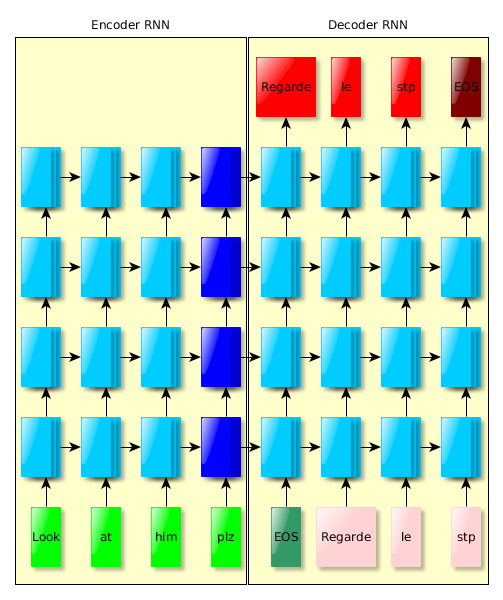 Encoder RNN
Decoder RNN
Regarde le stp EOS
Look at him plz EOS Regarde le stp